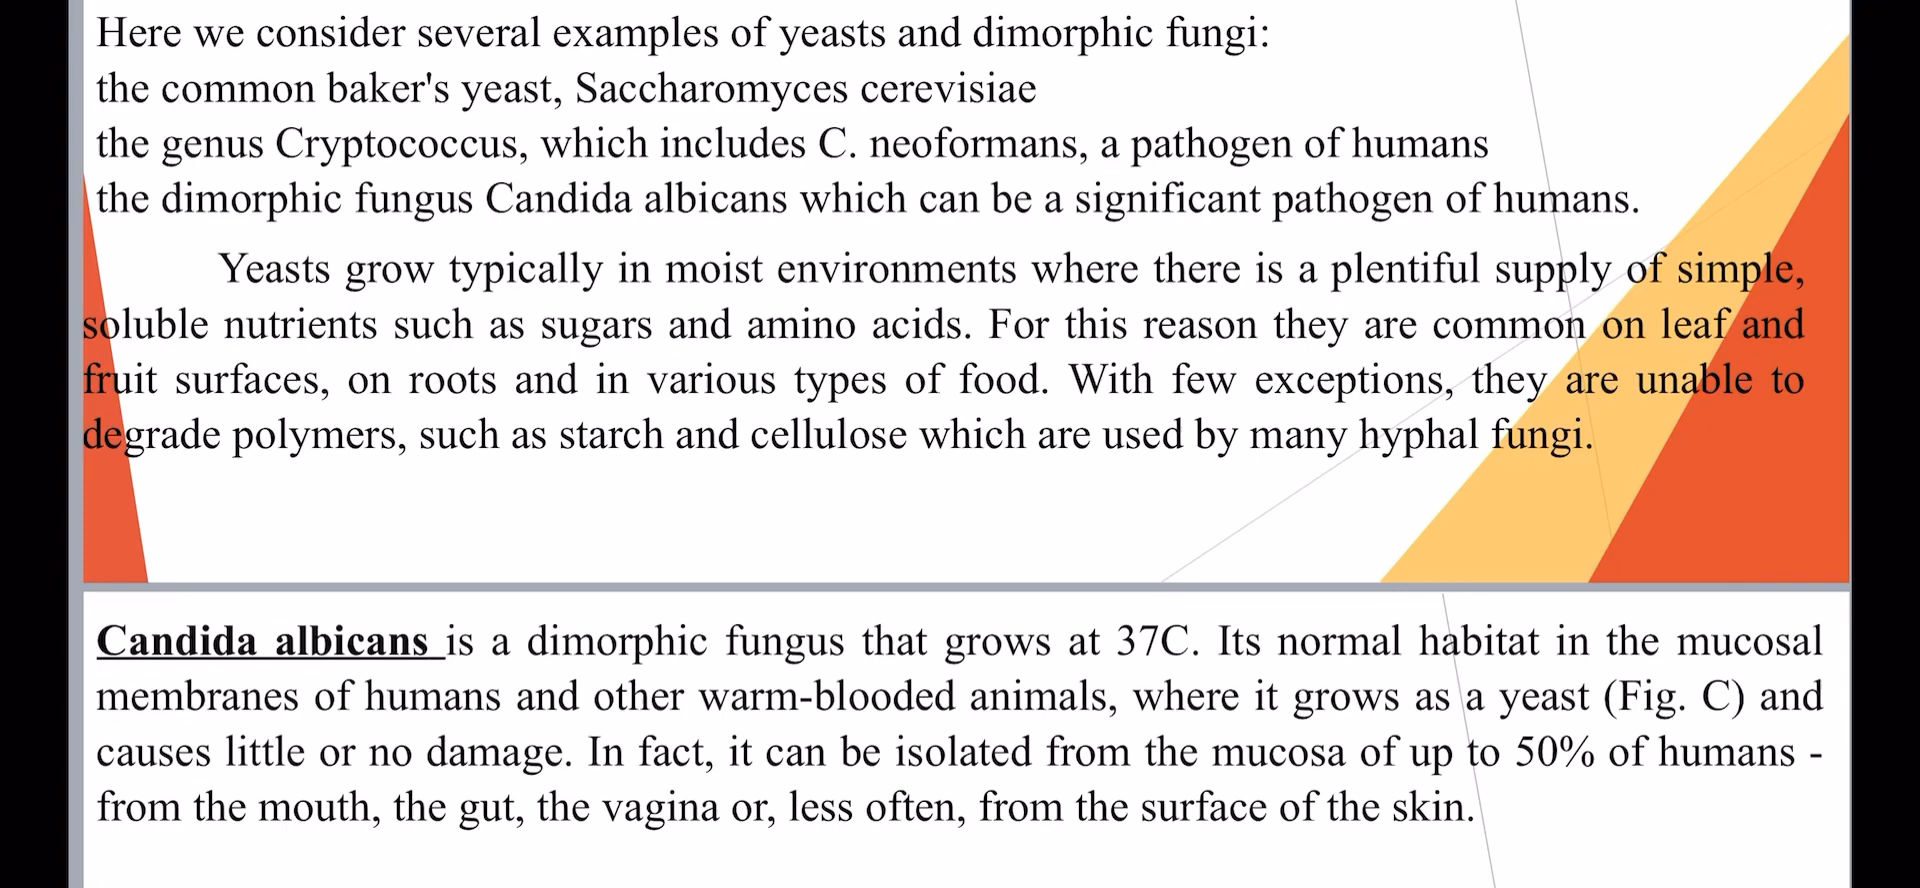 Here we consider several examples of yeasts and dimorphic fungi:
the common baker's yeast, Saccharomyces cerevisiae
the genus Cryptococcus, which includes C. neoformans, a pathogen of humans
the dimorphic fungus Candida albicans which can be a significant pathogen of humans.
Yeasts grow typically in moist environments where there is a plentiful supply of simple,
soluble nutrients such as sugars and amino acids. For this reason they are common on leaf and
fruit surfaces, on roots and in various types of food. With few exceptions, they are unable to
degrade polymers, such as starch and cellulose which are used by many hyphal fungi.
Candida albicans is a dimorphic fungus that grows at 37C. Its normal habitat in the mucosal
membranes of humans and other warm-blooded animals, where it grows as a yeast (Fig. C) and
causes little or no damage. In fact, it can be isolated from the mucosa of up to 50% of humans -
from the mouth, the gut, the vagina or, less often, from the surface of the skin.